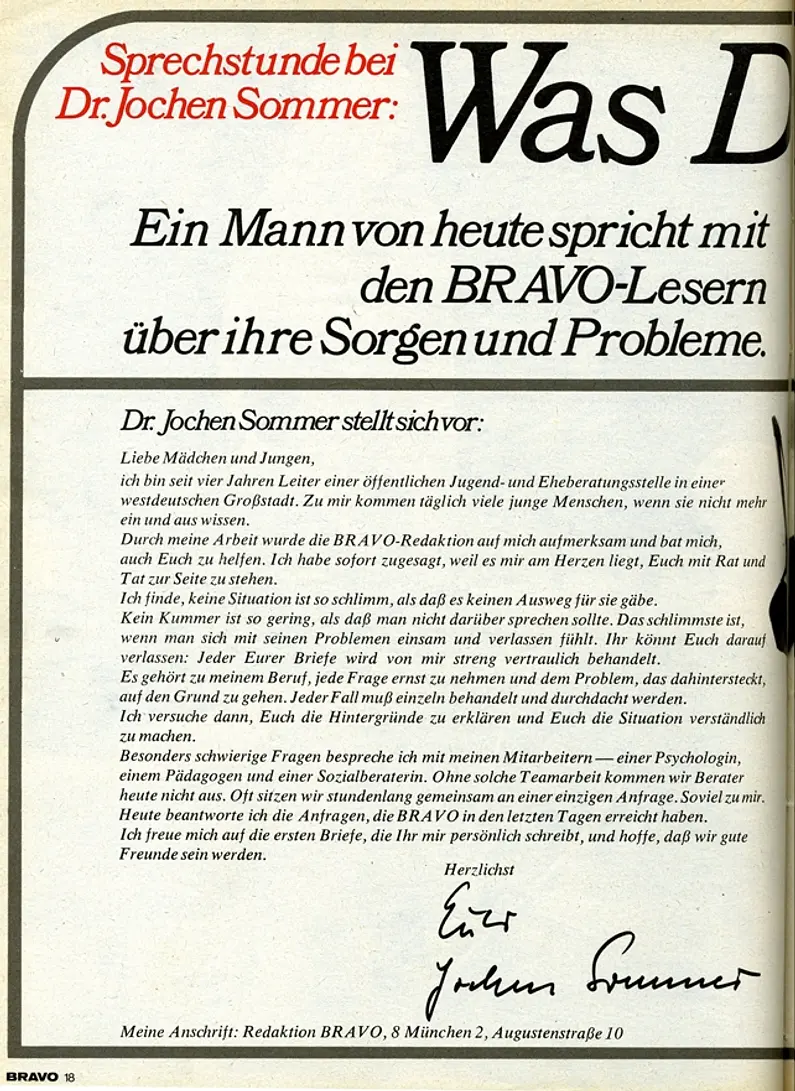 Sprechstunde bei
Dr. Jochen Sommer:
Was D
Ein Mann von heute spricht mit
den BRAVO-Lesern
über ihre Sorgen und Probleme.
Dr. Jochen Sommer stellt sich vor:
Liebe Mädchen und Jungen,
ich bin seit vier Jahren Leiter einer öffentlichen Jugend- und Eheberatungsstelle in einer
westdeutschen Großstadt. Zu mir kommen täglich viele junge Menschen, wenn sie nicht mehr
ein und aus wissen.
Durch meine Arbeit wurde die BRAVO-Redaktion auf mich aufmerksam und bat mich,
auch Euch zu helfen. Ich habe sofort zugesagt, weil es mir am Herzen liegt, Euch mit Rat und
Tat zur Seite zu stehen.
Ich finde, keine Situation ist so schlimm, als daß es keinen Ausweg für sie gäbe.
Kein Kummer ist so gering, als daß man nicht darüber sprechen sollte. Das schlimmste ist,
wenn man sich mit seinen Problemen einsam und verlassen fühlt. Ihr könnt Euch darauf
verlassen: Jeder Eurer Briefe wird von mir streng vertraulich behandelt.
Es gehört zu meinem Beruf, jede Frage ernst zu nehmen und dem Problem, das dahintersteckt,
auf den Grund zu gehen. Jeder Fall muß einzeln behandelt und durchdacht werden.
Ich versuche dann, Euch die Hintergründe zu erklären und Euch die Situation verständlich
zu machen.
Besonders schwierige Fragen bespreche ich mit meinen Mitarbeitern — einer Psychologin,
einem Pädagogen und einer Sozialberaterin. Ohne solche Teamarbeit kommen wir Berater
heute nicht aus. Oft sitzen wir stundenlang gemeinsam an einer einzigen Anfrage. Soviel zu mir.
Heute beantworte ich die Anfragen, die BRAVO in den letzten Tagen erreicht haben.
Ich freue mich auf die ersten Briefe, die Ihr mir persönlich schreibt, und hoffe, daß wir gute
Freunde sein werden.
Herzlichst
Euer
Jochen Sommer
Meine Anschrift: Redaktion BRAVO, 8 München 2, Augustenstraße 10
BRAVO 18